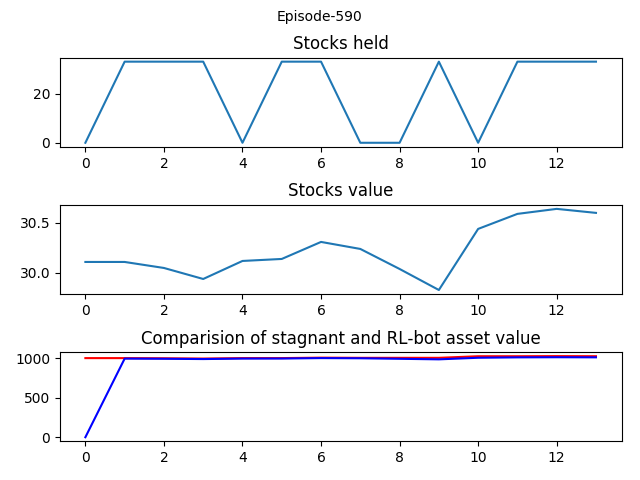 Episode-590
Stocks held
20
0
0 2 4 6 8 10 12
Stocks value
30.5
30.0
0 2 4 6 8 10 12
Comparision of stagnant and RL-bot asset value
1000
500
0
0 2 4 6 8 10 12